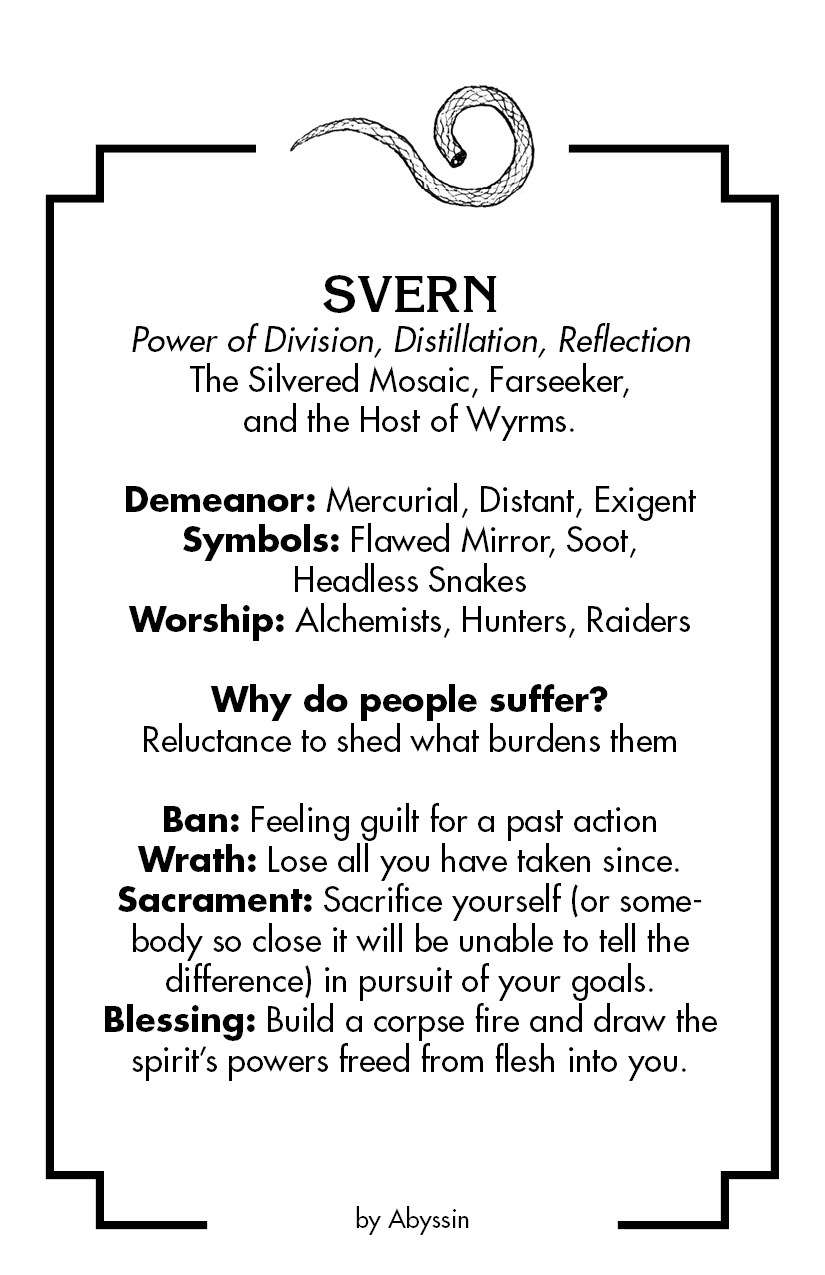 SVERN
Power of Division, Distillation, Reflection
The Silvered Mosaic, Farseeker,
and the Host of Wyrms.
Demeanor: Mercurial, Distant, Exigent
Symbols: Flawed Mirror, Soot,
Headless Snakes
Worship: Alchemists, Hunters, Raiders
Why do people suffer?
Reluctance to shed what burdens them
Ban: Feeling guilt for a past action
Wrath: Lose all you have taken since.
Sacrament: Sacrifice yourself (or some-
body so close it will be unable to tell the
difference) in pursuit of your goals.
Blessing: Build a corpse fire and draw the
spirit's powers freed from flesh into you.
by Abyssin